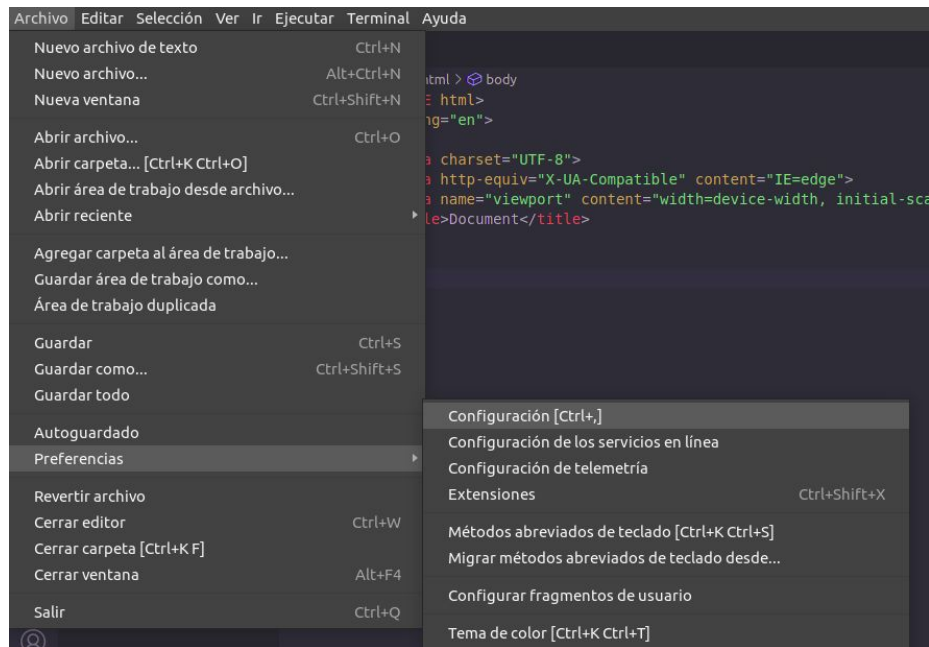 Archivo Editar Selección Ver Ir Ejecutar Terminal Ayuda
Nuevo archivo de texto Ctrl+N
Nuevo archivo... Alt+Ctrl+N
Nueva ventana Ctrl+Shift+N
Abrir archivo... Ctrl+O
Abrir carpeta... [Ctrl+K Ctrl+O]
Abrir área de trabajo desde archivo...
Abrir reciente
Agregar carpeta al área de trabajo...
Guardar área de trabajo como...
Área de trabajo duplicada
Guardar Ctrl+S
Guardar como... Ctrl+Shift+S
Guardar todo
Autoguardado
Preferencias
Revertir archivo
Cerrar editor Ctrl+W
Cerrar carpeta [Ctrl+K F]
Cerrar ventana Alt+F4
Salir Ctrl+Q
html > body
E html>
ng="en">
a charset="UTF-8">
a http-equiv="X-UA-Compatible" content="IE=edge">
a name="viewport" content="width=device-width, initial-sca
le>Document</title>
Configuración [Ctrl+,]
Configuración de los servicios en línea
Configuración de telemetría
Extensiones Ctrl+Shift+X
Métodos abreviados de teclado [Ctrl+K Ctrl+S]
Migrar métodos abreviados de teclado desde...
Configurar fragmentos de usuario
Tema de color [Ctrl+K Ctrl+T]